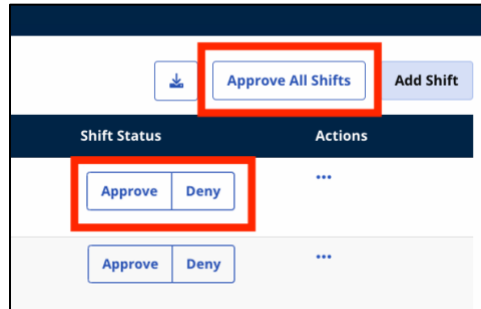 Approve All Shifts Add Shift
Shift Status Actions
Approve Deny ...
Approve Deny ...